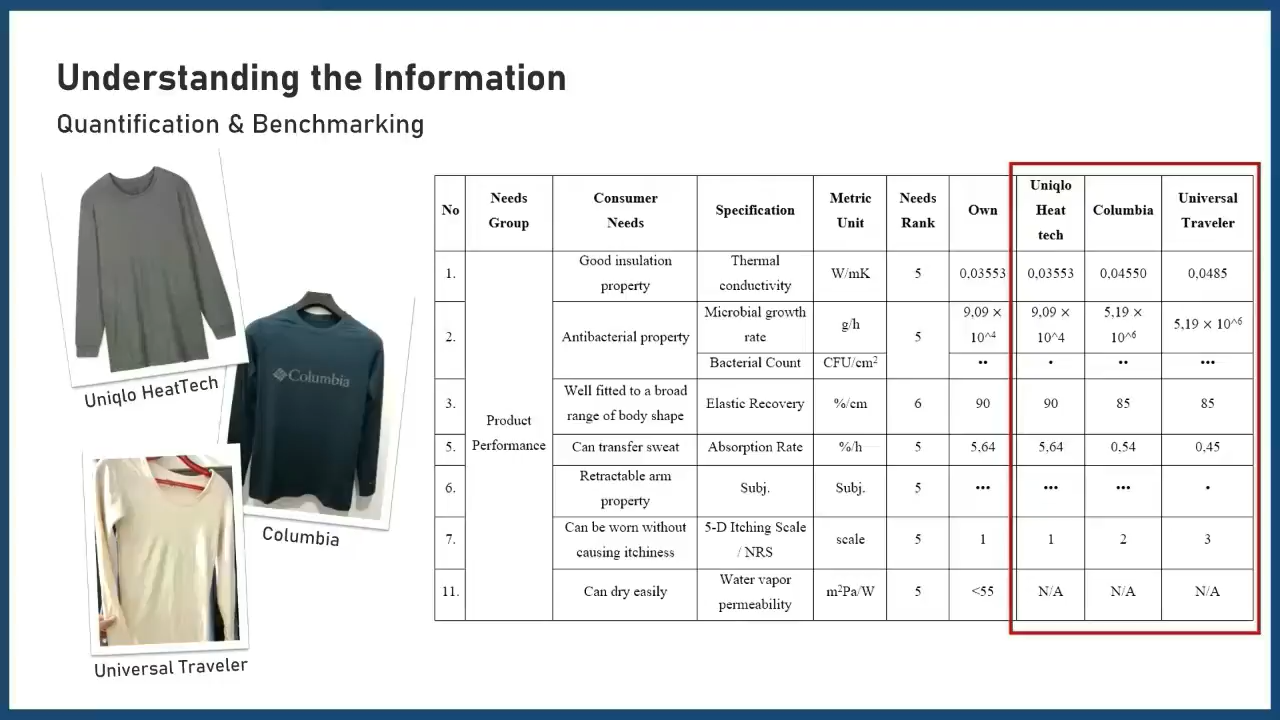 Understanding the Information
Quantification & Benchmarking
Uniqlo HeatTech
Columbia
Columbia
Universal Traveler
No
Needs
Group
Consumer
Needs
Specification
Metric
Unit
Needs
Rank
Own
Uniqlo
Heat
tech
Columbia
Universal
Traveler
1.
Good insulation
property
Thermal
conductivity
W/mK
5
0,03553
0,03553
0,04550
0,0485
2.
Antibacterial property
Microbial growth
rate
g/h
5
9,09 ×
10^4
9,09 ×
10^4
5,19 ×
10^6
5,19 × 10^6
Bacterial Count
CFU/cm²
••
•
••
•••
Product
Performance
3.
Well fitted to a broad
range of body shape
Elastic Recovery
%/cm
6
90
90
85
85
5.
Can transfer sweat
Absorption Rate
%/h
5
5,64
5,64
0,54
0,45
6.
Retractable arm
property
Subj.
Subj.
5
•••
•••
•••
•
7.
Can be worn without
causing itchiness
5-D Itching Scale
/ NRS
scale
5
1
1
2
3
11.
Can dry easily
Water vapor
permeability
m²Pa/W
5
<55
N/A
N/A
N/A